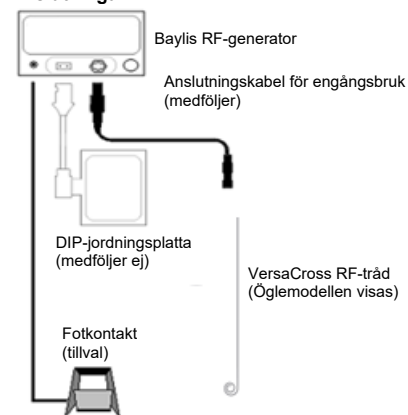 Baylis RF-generator
Anslutningskabel för engångsbruk
(medföljer)
DIP-jordningsplatta
(medföljer ej)
VersaCross RF-tråd
(Öglemodellen visas)
Fotkontakt
(tillval)